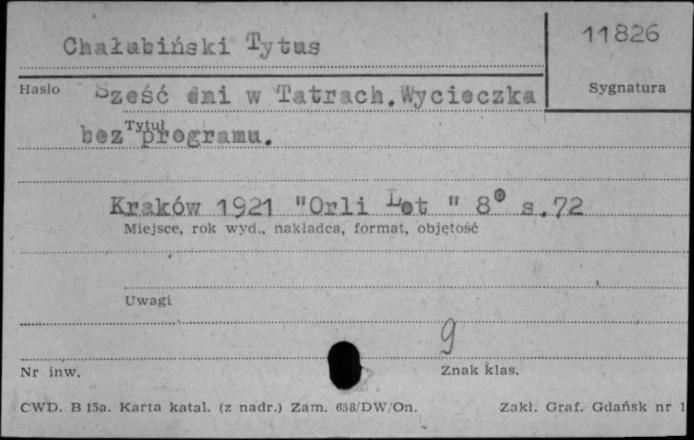 Chałubiński Tytus
11826
Hasło
Sygnatura
Sześć dni w Tatrach.Wycieczka
Tytuł
bez programu.
Kraków 1921 "Orli Lot " 8° s.72
Miejsce, rok wyd., nakładca, format, objętość
Uwagi
9
Nr inw.
Znak klas.
CWD. B 15a. Karta katal. (z nadr.) Zam. 658/DW/On.
Zakł. Graf. Gdańsk nr 1